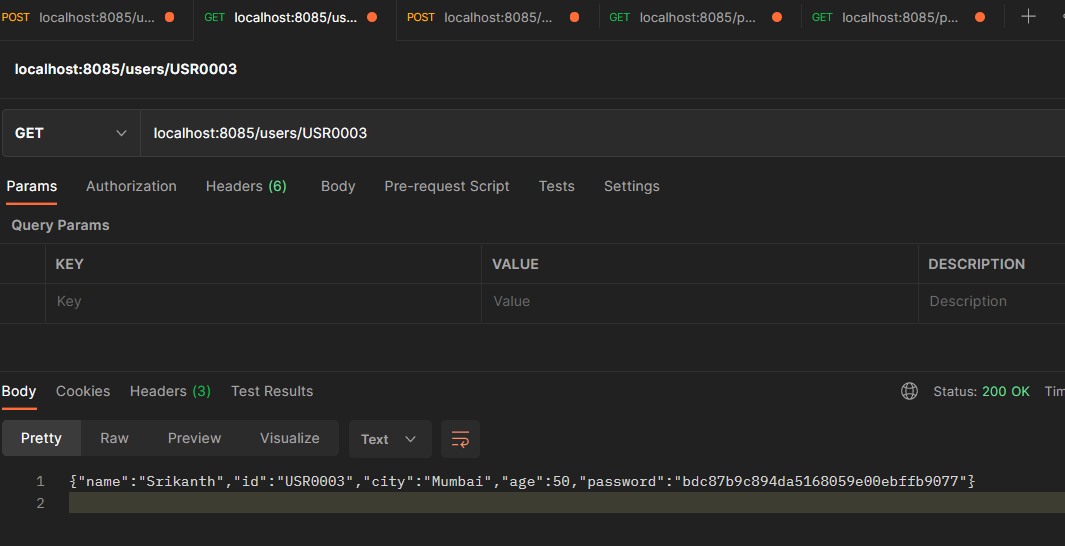 POST localhost:8085/u... GET localhost:8085/us... POST localhost:8085/... GET localhost:8085/p... GET localhost:8085/p...
localhost:8085/users/USR0003
GET localhost:8085/users/USR0003
Params Authorization Headers (6) Body Pre-request Script Tests Settings
Query Params
KEY VALUE DESCRIPTION
Key Value Description
Body Cookies Headers (3) Test Results Status: 200 OK Tim
Pretty Raw Preview Visualize Text
1 {"name":"Srikanth","id":"USR0003","city":"Mumbai","age":50,"password":"bdc87b9c894da5168059e00ebffb9077"}
2